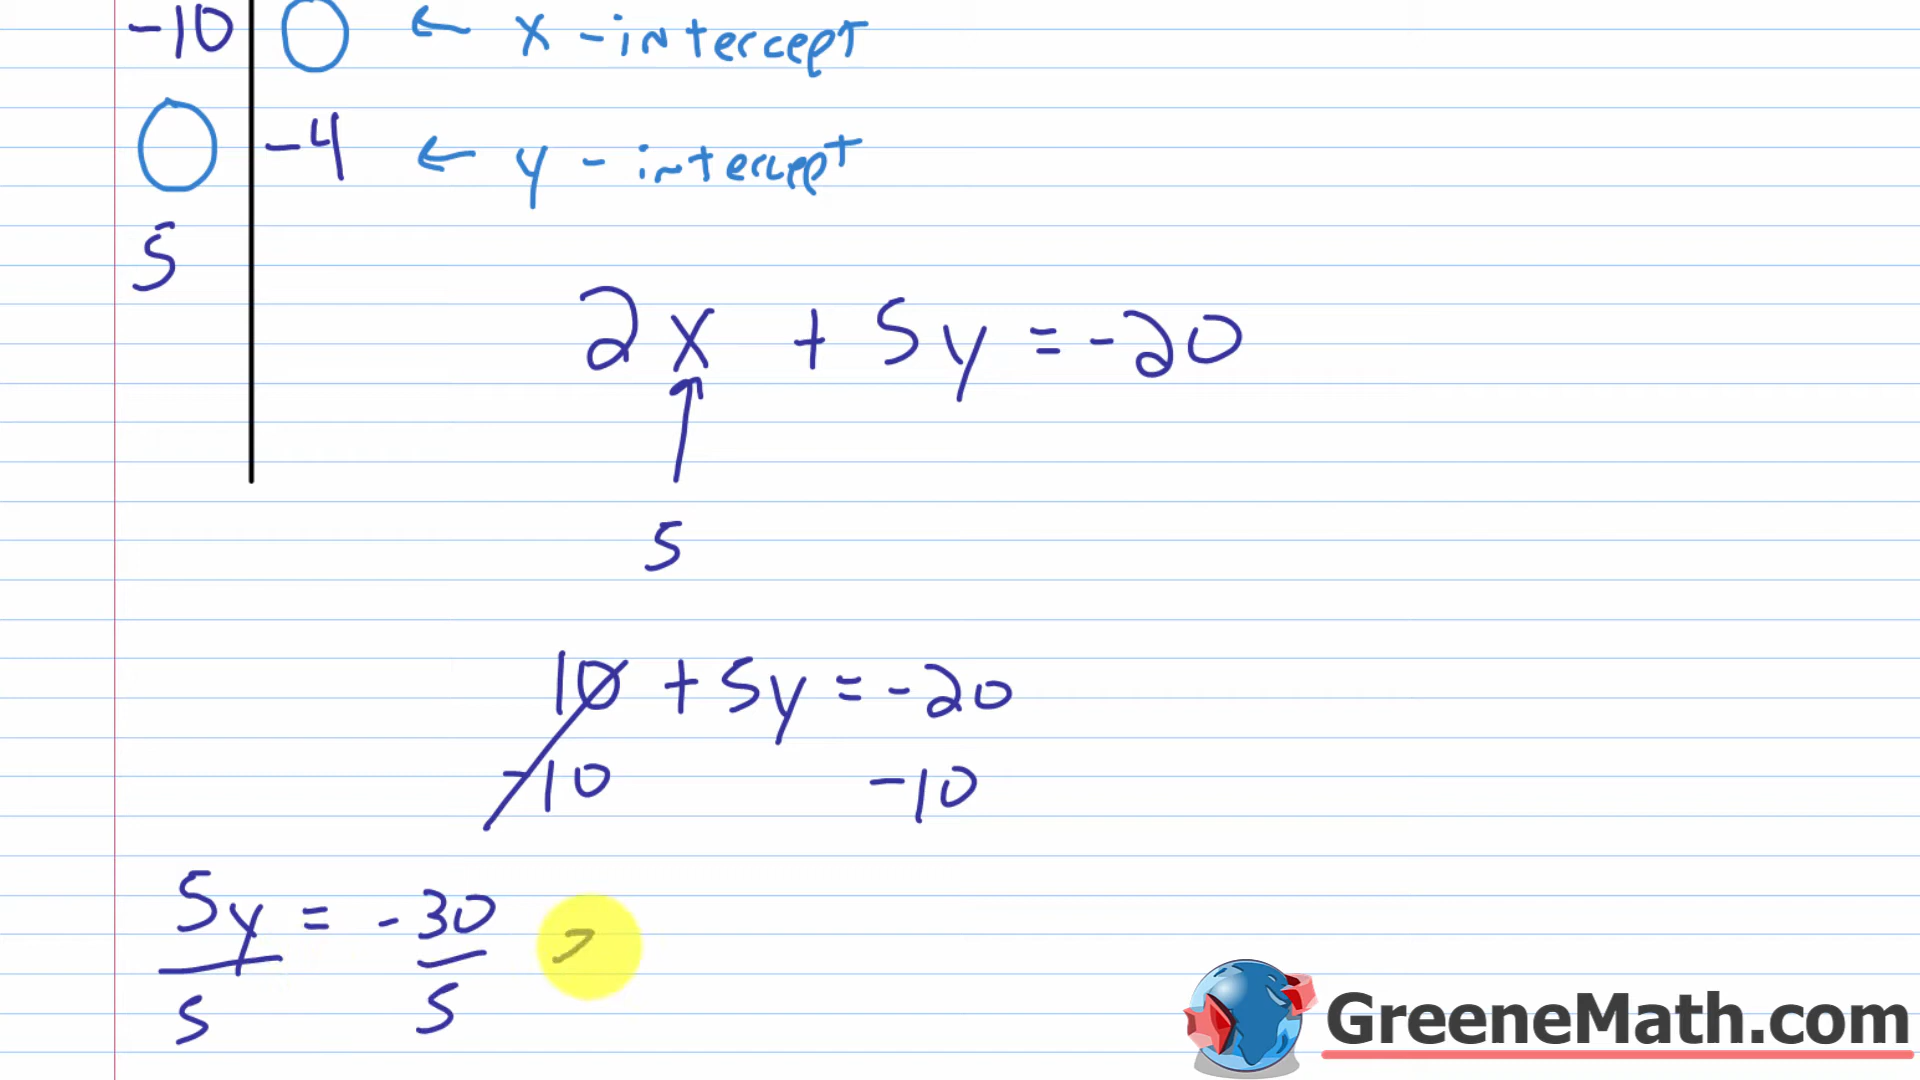 -10 0 ← x-intercept
0 -4 ← y-intercept
5
2x + 5y = -20
5
10 + 5y = -20
-10 -10
5y = -30
5 5
GreeneMath.com